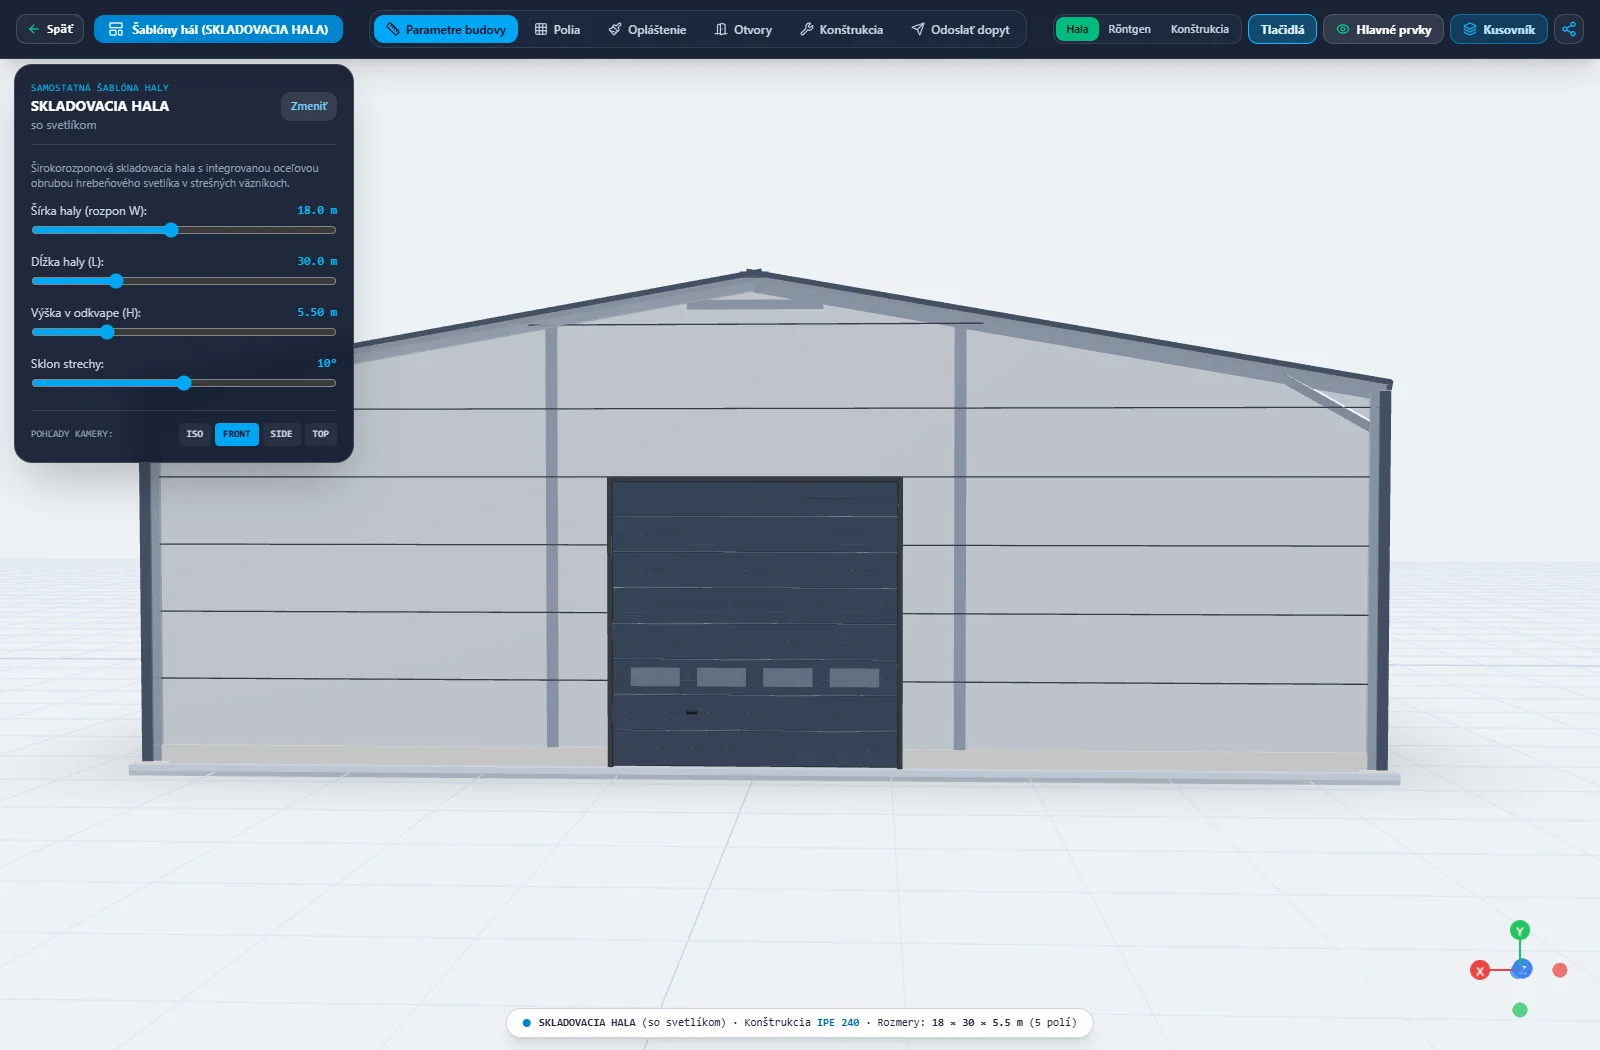 Späť
Šablóny hál (SKLADOVACIA HALA)
Parametre budovy
Polia
Opláštenie
Otvory
Konštrukcia
Odoslať dopyt
Hala
Röntgen
Konštrukcia
Tlačidlá
Hlavné prvky
Kusovník
SAMOSTATNÁ ŠABLÓNA HALY
SKLADOVACIA HALA
so svetlíkom
Zmeniť
Širokorozponová skladovacia hala s integrovanou oceľovou
obrubou hrebeňového svetlíka v strešných väzníkoch.
Šírka haly (rozpon W): 18.0 m
Dĺžka haly (L): 30.0 m
Výška v odkvape (H): 5.50 m
Sklon strechy: 10°
POHĽADY KAMERY: ISO FRONT SIDE TOP
Y
X
Z
SKLADOVACIA HALA (so svetlíkom) · Konštrukcia IPE 240 · Rozmery: 18 × 30 × 5.5 m (5 polí)